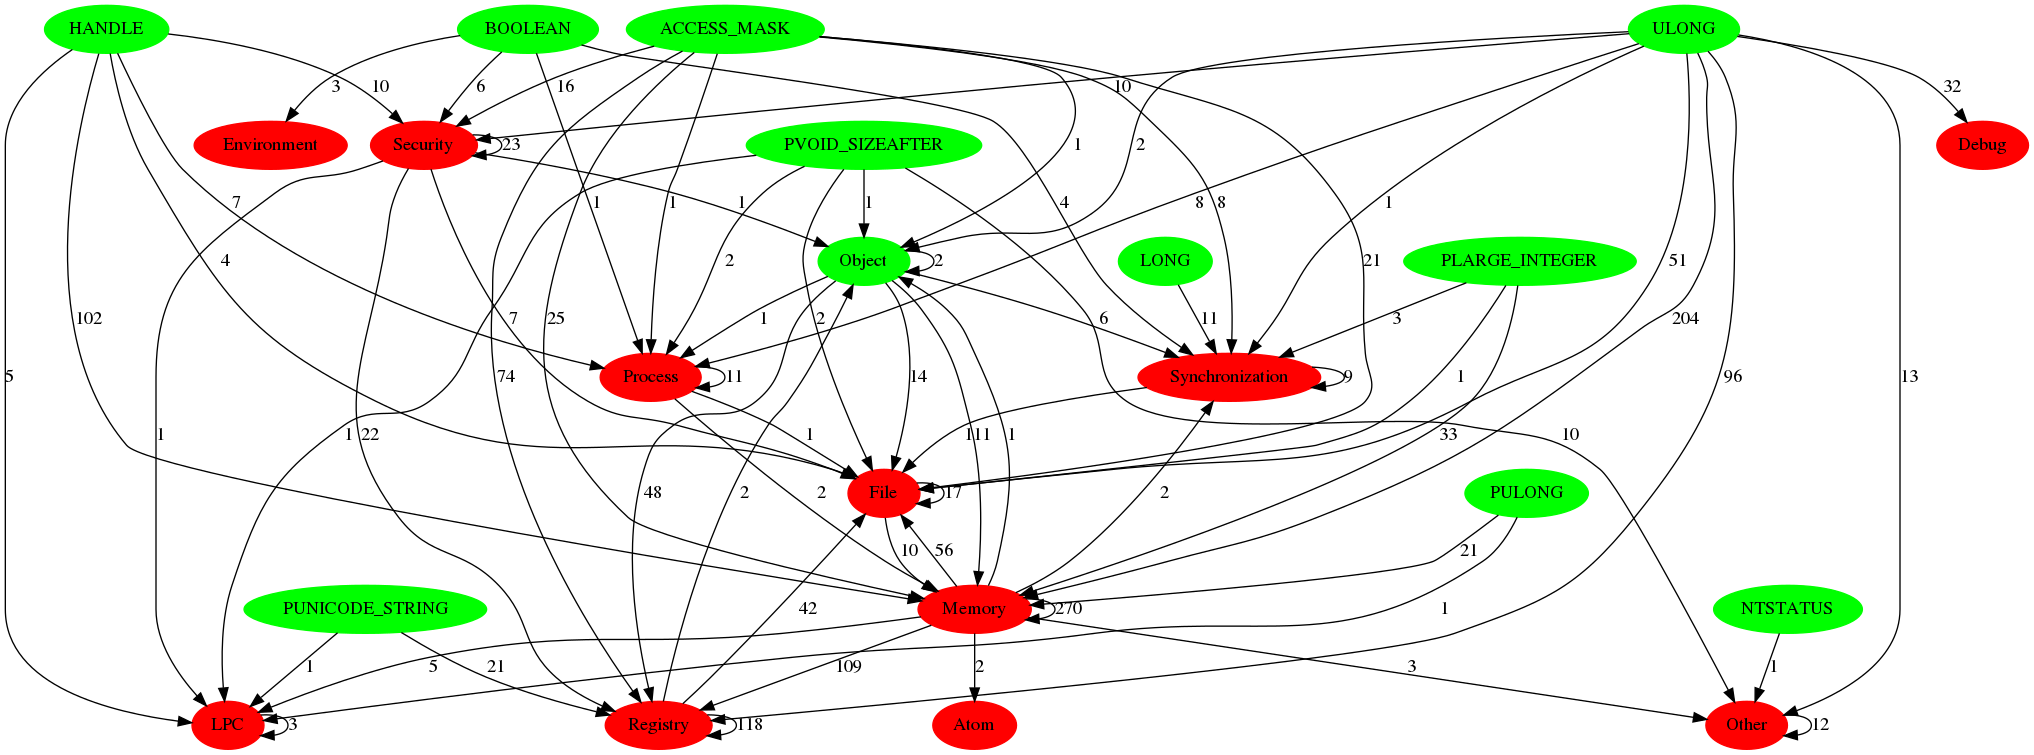 HANDLE BOOLEAN ACCESS_MASK ULONG
3 10 6 16 10 32
Environment Security 23 PVOID_SIZEAFTER 1 2 Debug
7 1 1 1 1 4 8 8 1
4 2 Object 2 LONG PLARGE_INTEGER 21 51
102 7 25 2 1 6 11 3 204
5 74 Process 11 14 Synchronization 9 1 96 13
1 22 1 1 1 11 1 33 10
48 2 2 File 17 2 PULONG
10 56 21
PUNICODE_STRING 42 Memory 270 1 NTSTATUS
1 21 5 109 2 3 1
LPC 3 Registry 118 Atom Other 12